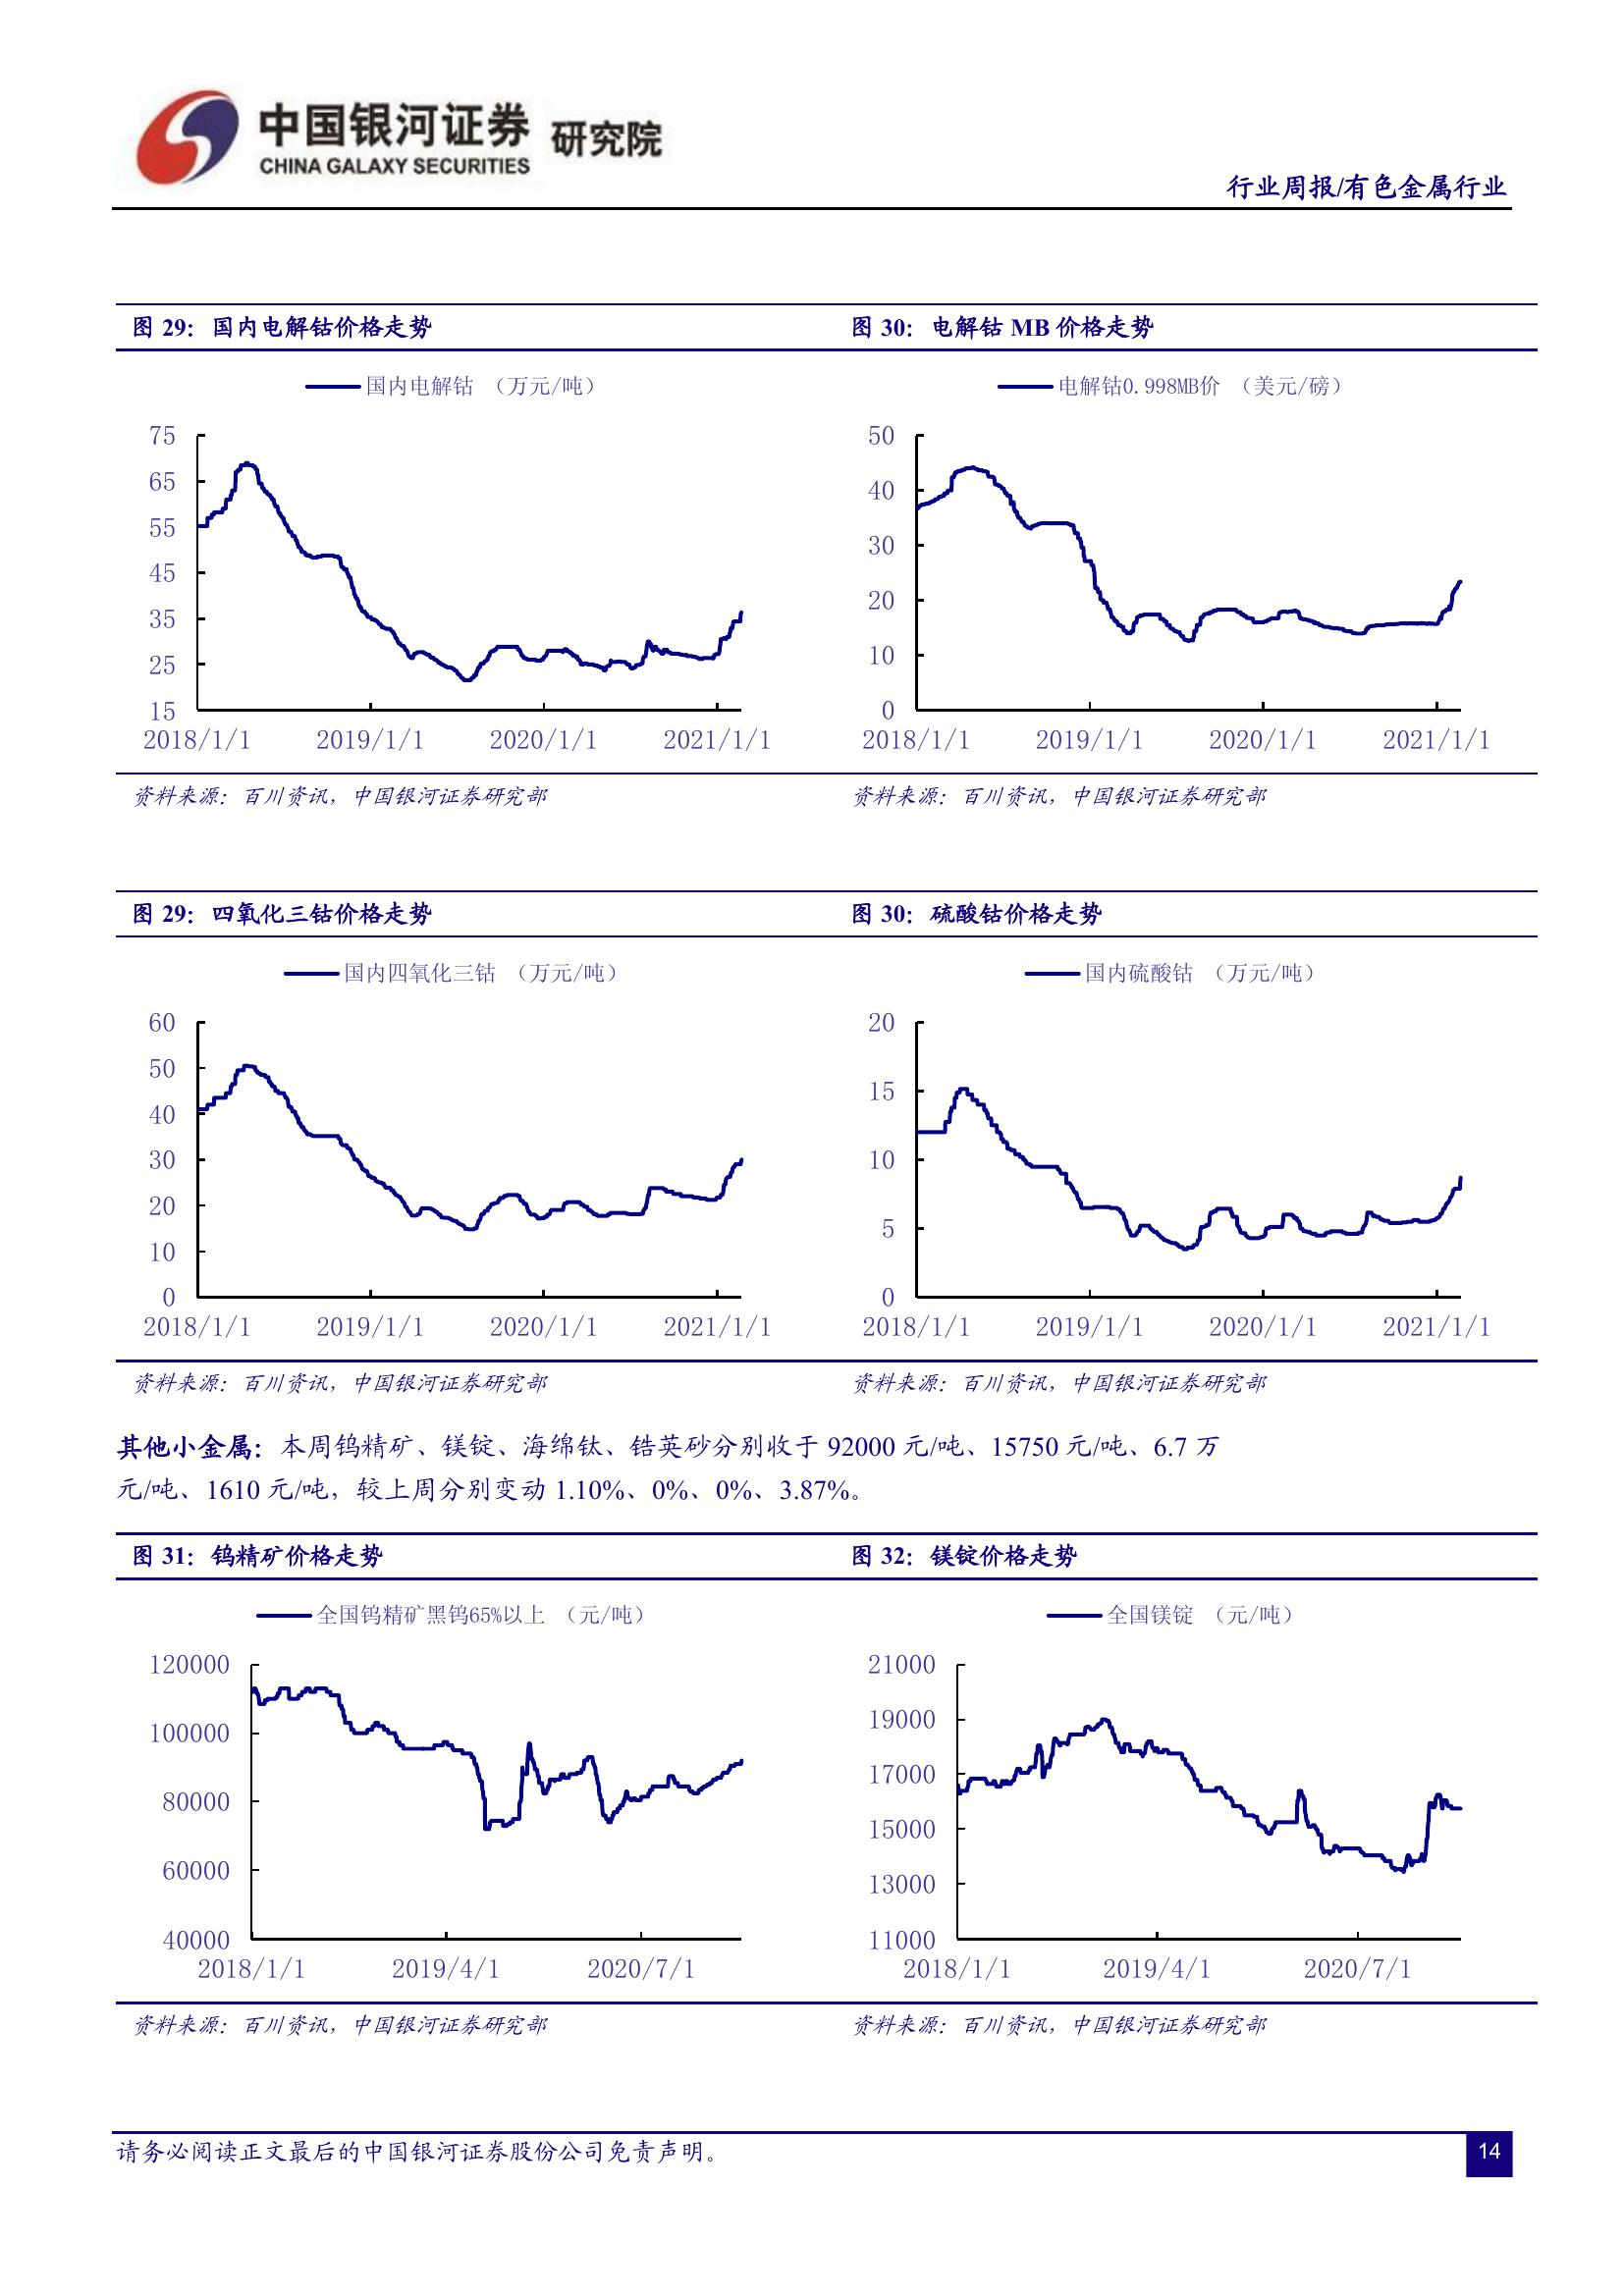 中国银河证券 研究院
CHINA GALAXY SECURITIES
行业周报/有色金属行业
图 29：国内电解钴价格走势
图 30：电解钴 MB 价格走势
国内电解钴 （万元/吨）
75
65
55
45
35
25
15
2018/1/1 2019/1/1 2020/1/1 2021/1/1
电解钴0.998MB价 （美元/磅）
50
40
30
20
10
0
2018/1/1 2019/1/1 2020/1/1 2021/1/1
资料来源：百川资讯，中国银河证券研究部
资料来源：百川资讯，中国银河证券研究部
图 29：四氧化三钴价格走势
图 30：硫酸钴价格走势
国内四氧化三钴 （万元/吨）
60
50
40
30
20
10
0
2018/1/1 2019/1/1 2020/1/1 2021/1/1
国内硫酸钴 （万元/吨）
20
15
10
5
0
2018/1/1 2019/1/1 2020/1/1 2021/1/1
资料来源：百川资讯，中国银河证券研究部
资料来源：百川资讯，中国银河证券研究部
其他小金属：本周钨精矿、镁锭、海绵钛、锆英砂分别收于 92000 元/吨、15750 元/吨、6.7 万
元/吨、1610 元/吨，较上周分别变动 1.10%、0%、0%、3.87%。
图 31：钨精矿价格走势
图 32：镁锭价格走势
全国钨精矿黑钨65%以上 （元/吨）
120000
100000
80000
60000
40000
2018/1/1 2019/4/1 2020/7/1
全国镁锭 （元/吨）
21000
19000
17000
15000
13000
11000
2018/1/1 2019/4/1 2020/7/1
资料来源：百川资讯，中国银河证券研究部
资料来源：百川资讯，中国银河证券研究部
请务必阅读正文最后的中国银河证券股份公司免责声明。
14